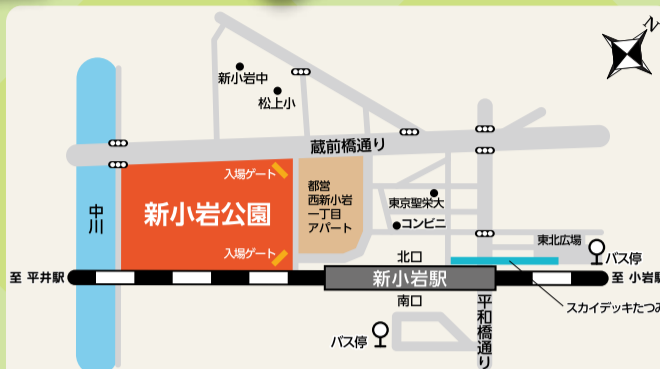 N
新小岩中
松上小
蔵前橋通り
入場ゲート
都営
西新小岩
一丁目
アパート
新小岩公園
中川
東京聖栄大
コンビニ
入場ゲート
北口
東北広場
バス停
至 平井駅
新小岩駅
至 小岩駅
南口
スカイデッキたつみ
平和橋通り
バス停